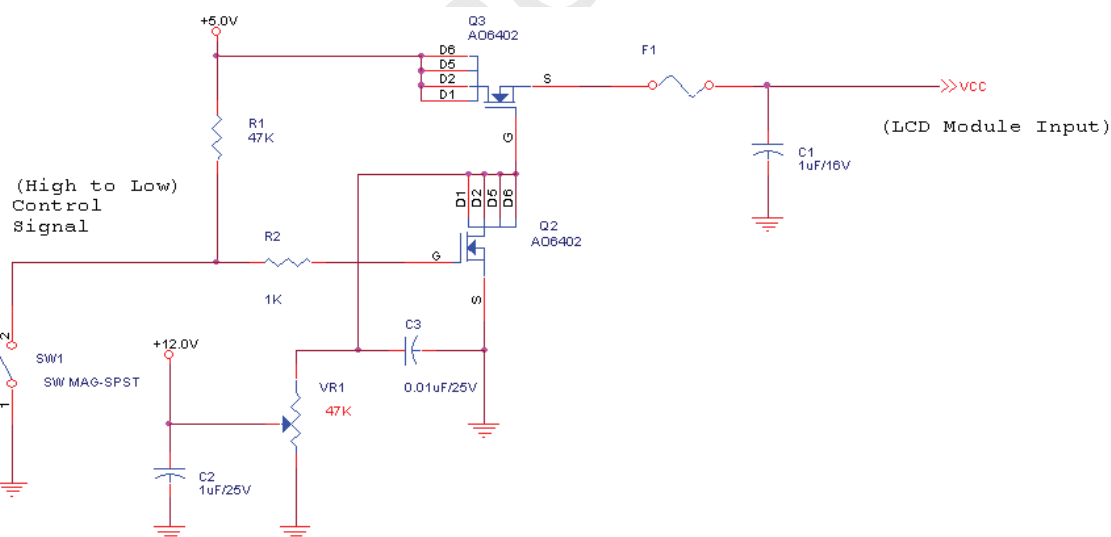 +5.0V
Q3
AO6402
D6
D5
D2
D1
S
G
F1
VCC
(LCD Module Input)
C1
1uF/16V
R1
47K
(High to Low)
Control
Signal
D1
D2
D5
D6
Q2
AO6402
R2
1K
G
S
C3
0.01uF/25V
2
SW1
SW MAG-SPST
1
+12.0V
VR1
47K
C2
1uF/25V